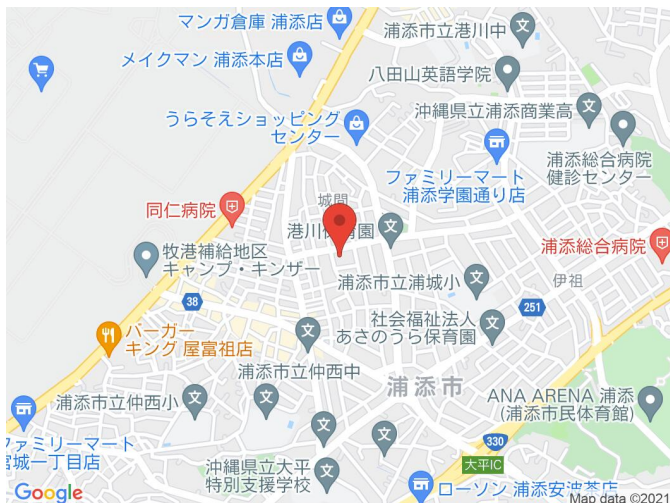 マンガ倉庫 浦添店
浦添市立港川中
メイクマン 浦添本店
八田山英語学院
沖縄県立浦添商業高
うらそえショッピング
センター
ファミリーマート
浦添学園通り店
浦添総合病院
健診センター
城間
同仁病院
港川保育園
浦添総合病院
牧港補給地区
キャンプ・キンザー
浦添市立浦城小
伊祖
38
251
社会福祉法人
あさのうら保育園
バーガー
キング 屋富祖店
浦添市立仲西中
浦添市
浦添市立仲西小
ANA ARENA 浦添
(浦添市民体育館)
ファミリーマート
宮城一丁目店
330
大平IC
沖縄県立大平
特別支援学校
ローソン 浦添安波茶店
Google
Map data ©2021